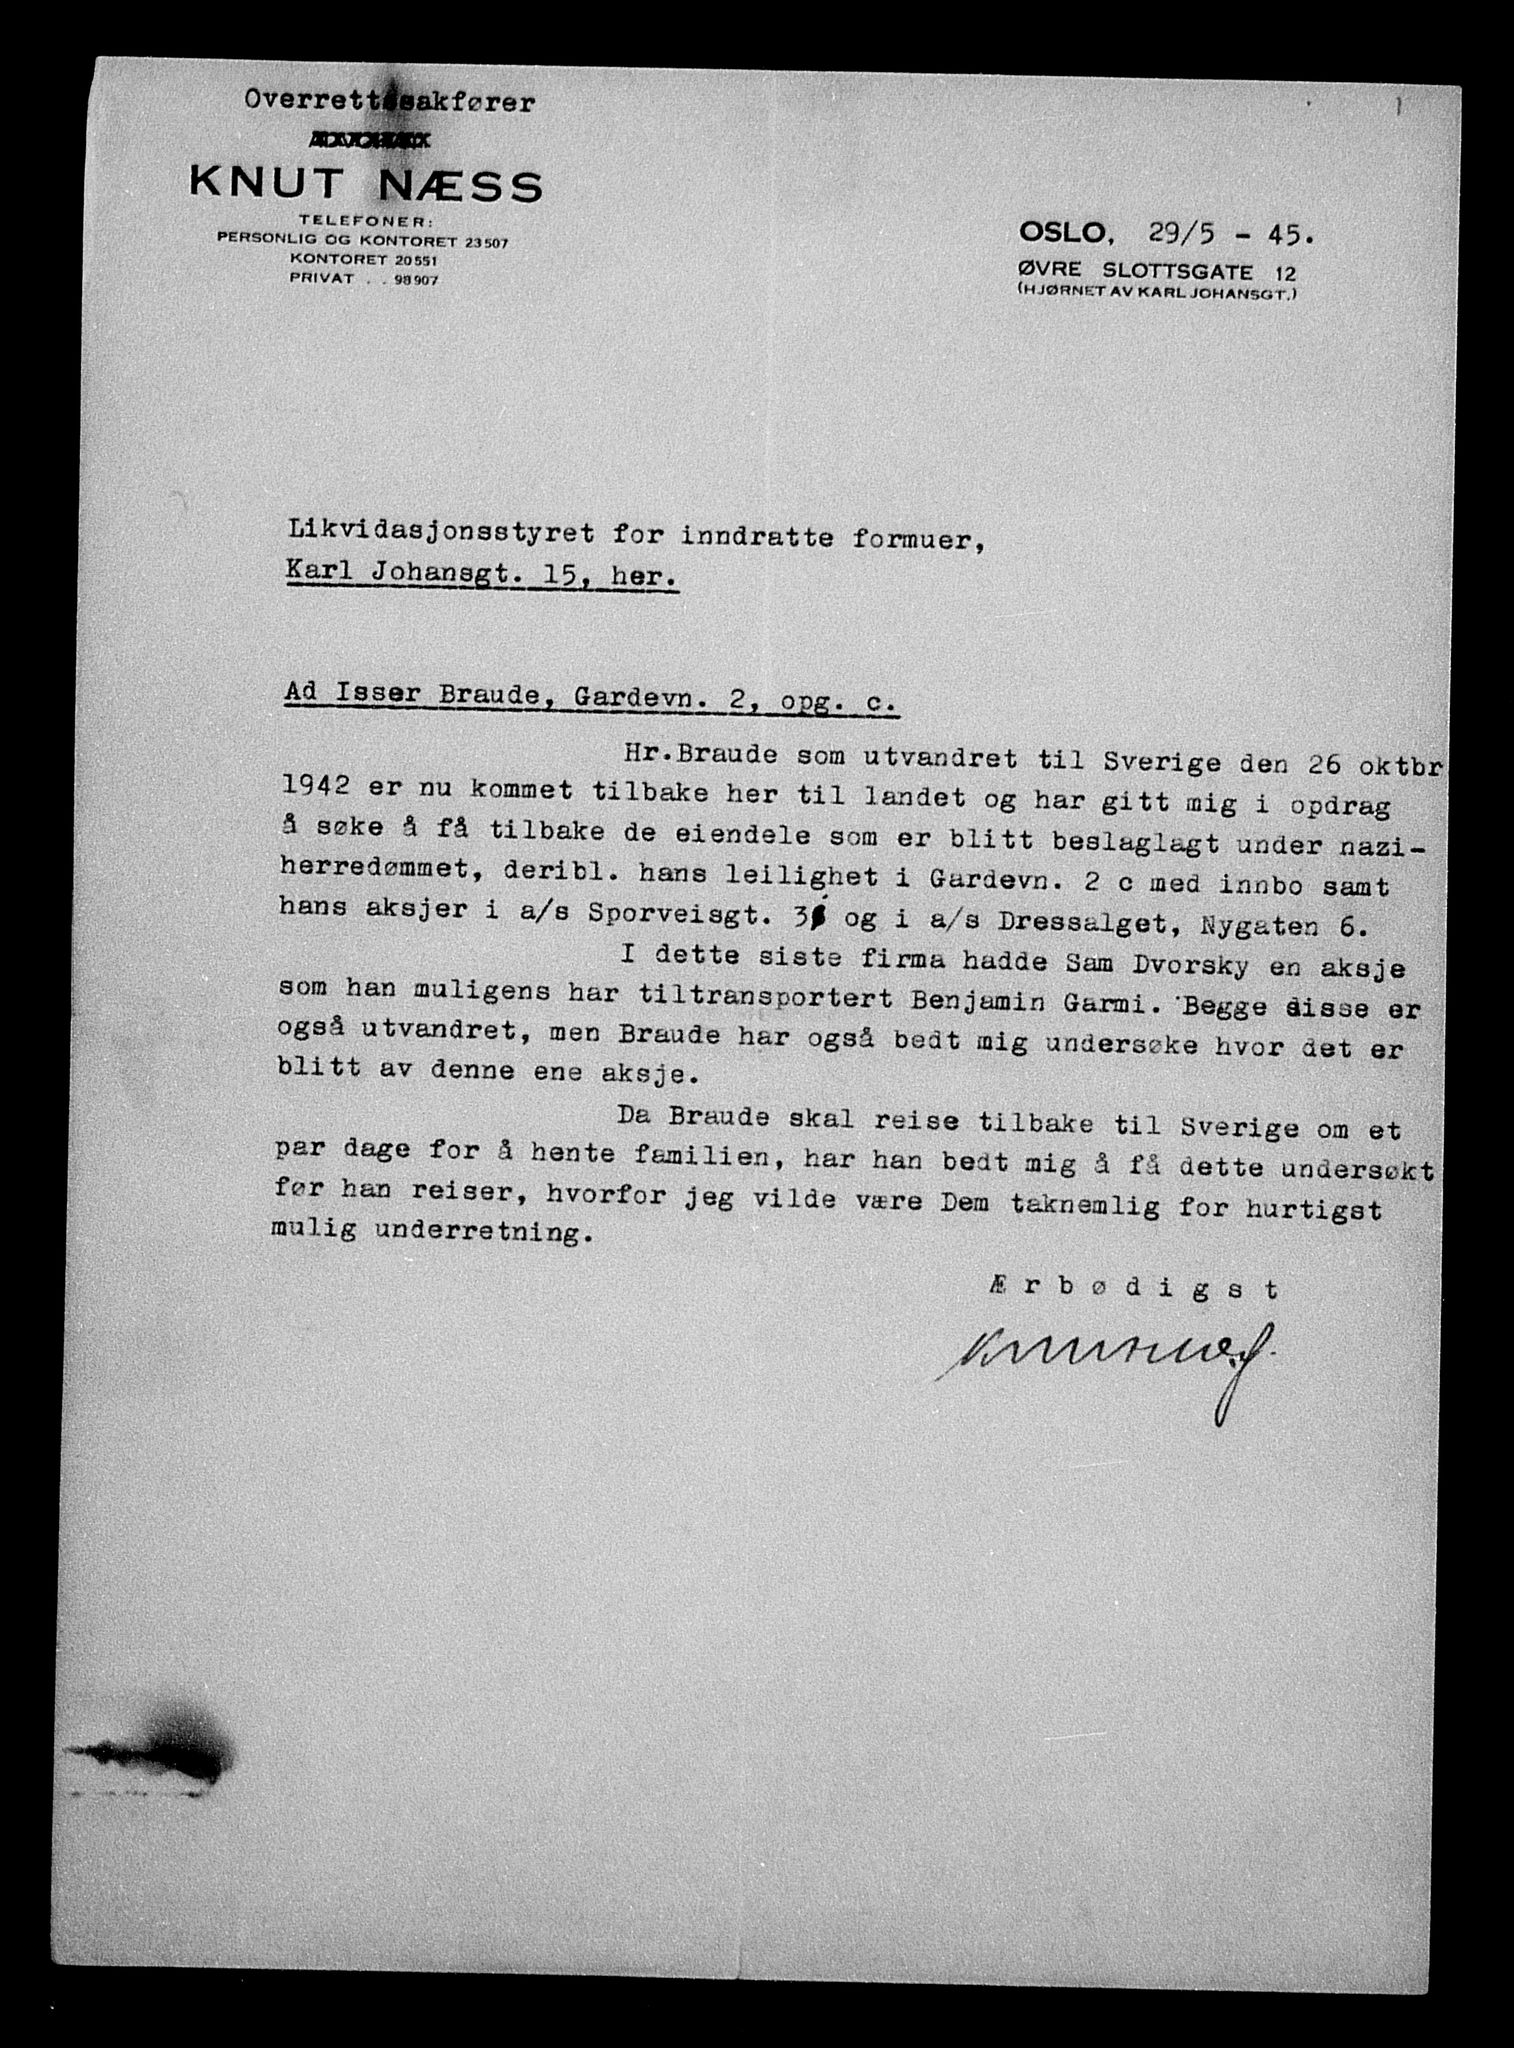 Overrettssakfører
KNUT NÆSS
TELEFONER:
PERSONLIG OG KONTORET 23507
KONTORET 20551
PRIVAT . . 98907
OSLO, 29/5 - 45.
ØVRE SLOTTSGATE 12
(HJØRNET AV KARL JOHANSGT.)
Likvidasjonsstyret for inndratte formuer,
Karl Johansgt. 15, her.
Ad Isser Braude, Gardevn. 2, opg. c.
Hr.Braude som utvandret til Sverige den 26 oktbr
1942 er nu kommet tilbake her til landet og har gitt mig i opdrag
å søke å få tilbake de eiendele som er blitt beslaglagt under nazi-
herredømmet, deribl. hans leilighet i Gardevn. 2 c med innbo samt
hans aksjer i a/s Sporveisgt. og i a/s Dressalget, Nygaten 6.
I dette siste firma hadde Sam Dvorsky en aksje
som han muligens har tiltransportert Benjamin Garmi. Begge disse er
også utvandret, men Braude har også bedt mig undersøke hvor det er
blitt av denne ene aksje.
Da Braude skal reise tilbake til Sverige om et
par dage for å hente familien, har han bedt mig å få dette undersøkt
før han reiser, hvorfor jeg vilde være Dem taknemlig for hurtigst
mulig underretning.
Ærbødigst